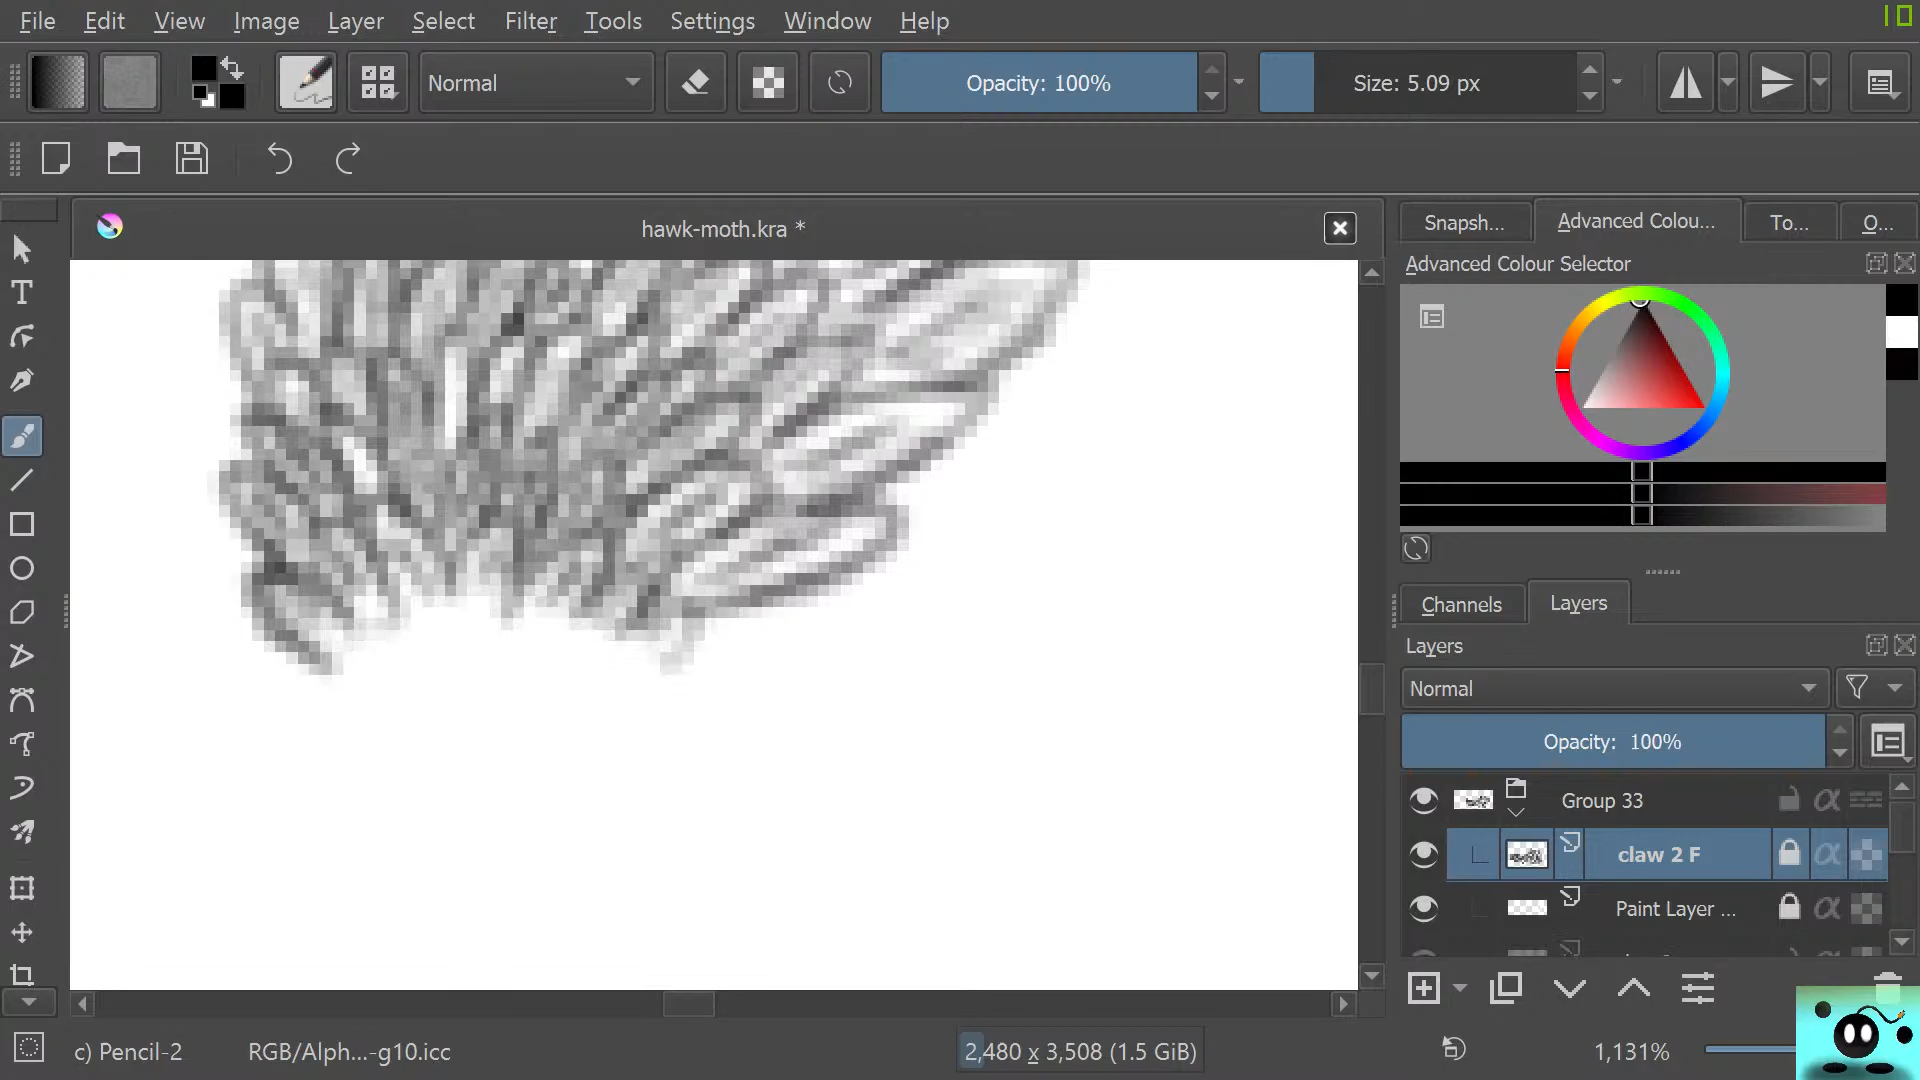 File Edit View Image Layer Select Filter Tools Settings Window Help
10
Normal Opacity: 100% Size: 5.09 px
hawk-moth.kra *
Snapsh... Advanced Colou... To... O...
Advanced Colour Selector
Channels Layers
Layers
Normal
Opacity: 100%
Group 33
claw 2 F
Paint Layer ...
c) Pencil-2 RGB/Alph...-g10.icc 2,480 x 3,508 (1.5 GiB) 1,131%